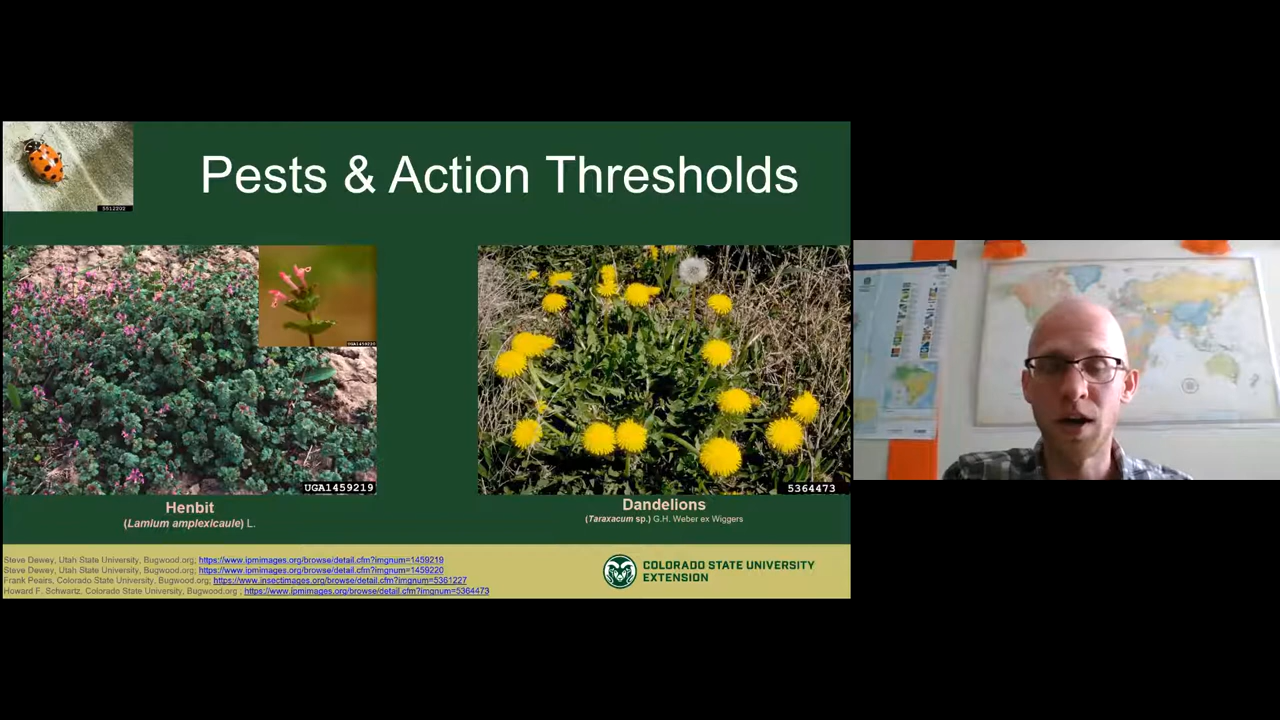 Pests & Action Thresholds
5512202
UGA1459220
UGA1459219
5364473
Henbit
(Lamium amplexicaule) L.
Dandelions
(Taraxacum sp.) G.H. Weber ex Wiggers
Steve Dewey, Utah State University, Bugwood.org; https://www.ipmimages.org/browse/detail.cfm?imgnum=1459219
Steve Dewey, Utah State University, Bugwood.org; https://www.ipmimages.org/browse/detail.cfm?imgnum=1459220
Frank Peairs, Colorado State University, Bugwood.org; https://www.insectimages.org/browse/detail.cfm?imgnum=5361227
Howard F. Schwartz, Colorado State University, Bugwood.org ; https://www.ipmimages.org/browse/detail.cfm?imgnum=5364473
COLORADO STATE UNIVERSITY
EXTENSION